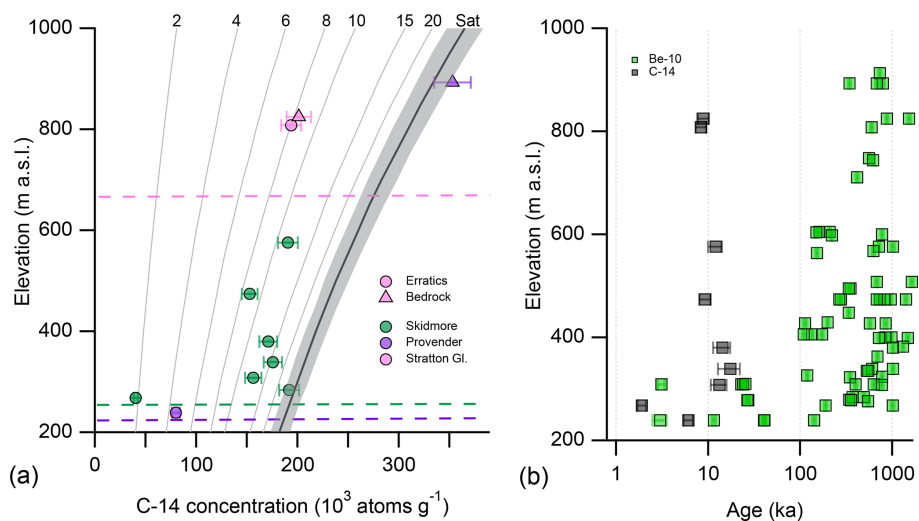 2 4 6 8 10 15 20 Sat
1000
800
600
400
200
Elevation (m a.s.l.)
Erratics
Bedrock
Skidmore
Provender
Stratton Gl.
0 100 200 300
C-14 concentration (10³ atoms g⁻¹)
(a)
1000
800
600
400
200
Elevation (m a.s.l.)
Be-10
C-14
1 10 100 1000
Age (ka)
(b)